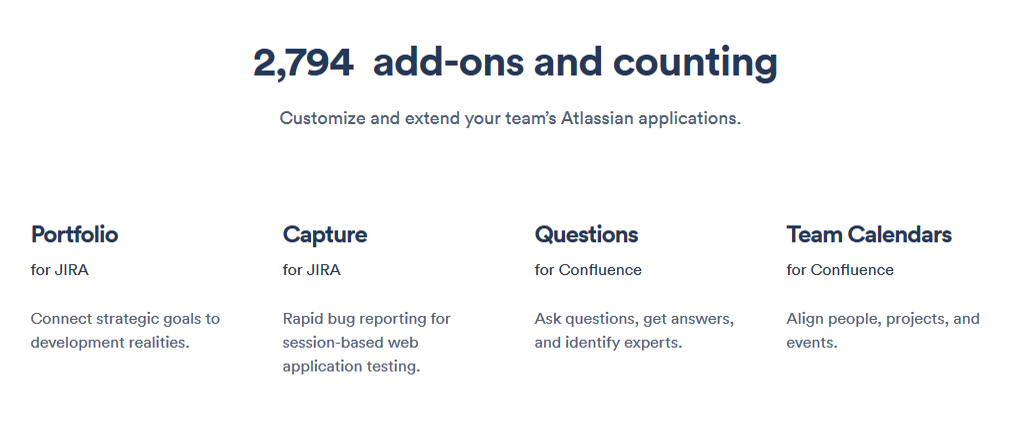 2,794 add-ons and counting
Customize and extend your team’s Atlassian applications.
Portfolio
for JIRA
Connect strategic goals to
development realities.
Capture
for JIRA
Rapid bug reporting for
session-based web
application testing.
Questions
for Confluence
Ask questions, get answers,
and identify experts.
Team Calendars
for Confluence
Align people, projects, and
events.